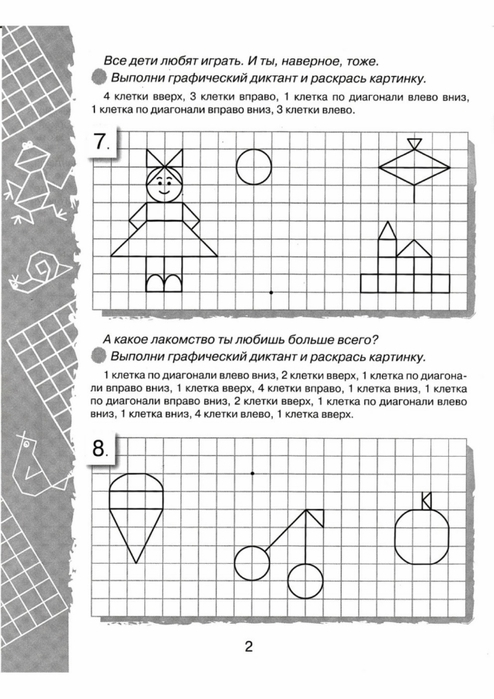 Все дети любят играть. И ты, наверное, тоже.
Выполни графический диктант и раскрась картинку.
4 клетки вверх, 3 клетки вправо, 1 клетка по диагонали влево вниз,
1 клетка по диагонали вправо вниз, 3 клетки влево.
7.
А какое лакомство ты любишь больше всего?
Выполни графический диктант и раскрась картинку.
1 клетка по диагонали влево вниз, 2 клетки вверх, 1 клетка по диагона-
ли вправо вниз, 1 клетка вверх, 4 клетки вправо, 1 клетка вниз, 1 клетка
по диагонали вправо вверх, 2 клетки вниз, 1 клетка по диагонали влево
вверх, 1 клетка вниз, 4 клетки влево, 1 клетка вверх.
8.
2